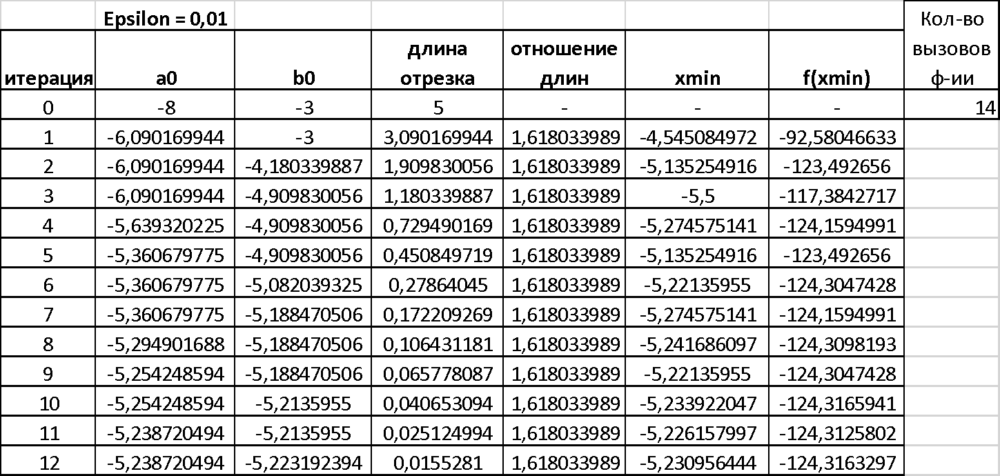 Epsilon = 0,01 Кол-во
длина отношение вызовов
итерация a0 b0 отрезка длин xmin f(xmin) ф-ии
0 -8 -3 5 - - - 14
1 -6,090169944 -3 3,090169944 1,618033989 -4,545084972 -92,58046633
2 -6,090169944 -4,180339887 1,909830056 1,618033989 -5,135254916 -123,492656
3 -6,090169944 -4,909830056 1,180339887 1,618033989 -5,5 -117,3842717
4 -5,639320225 -4,909830056 0,729490169 1,618033989 -5,274575141 -124,1594991
5 -5,360679775 -4,909830056 0,450849719 1,618033989 -5,135254916 -123,492656
6 -5,360679775 -5,082039325 0,27864045 1,618033989 -5,22135955 -124,3047428
7 -5,360679775 -5,188470506 0,172209269 1,618033989 -5,274575141 -124,1594991
8 -5,294901688 -5,188470506 0,106431181 1,618033989 -5,241686097 -124,3098193
9 -5,254248594 -5,188470506 0,065778087 1,618033989 -5,22135955 -124,3047428
10 -5,254248594 -5,2135955 0,040653094 1,618033989 -5,233922047 -124,3165941
11 -5,238720494 -5,2135955 0,025124994 1,618033989 -5,226157997 -124,3125802
12 -5,238720494 -5,223192394 0,0155281 1,618033989 -5,230956444 -124,3163297